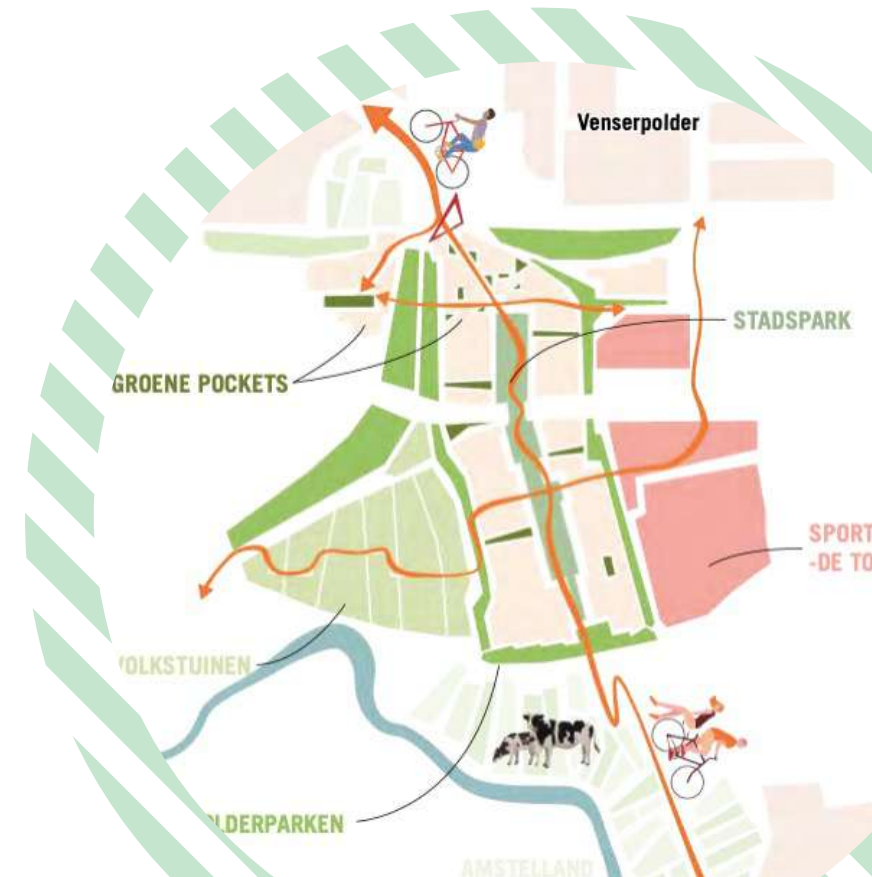 Venserpolder
STADSPARK
GROENE POCKETS
SPORT
-DE TO
VOLKSTUINEN
LDERPARKEN
AMSTELLAND